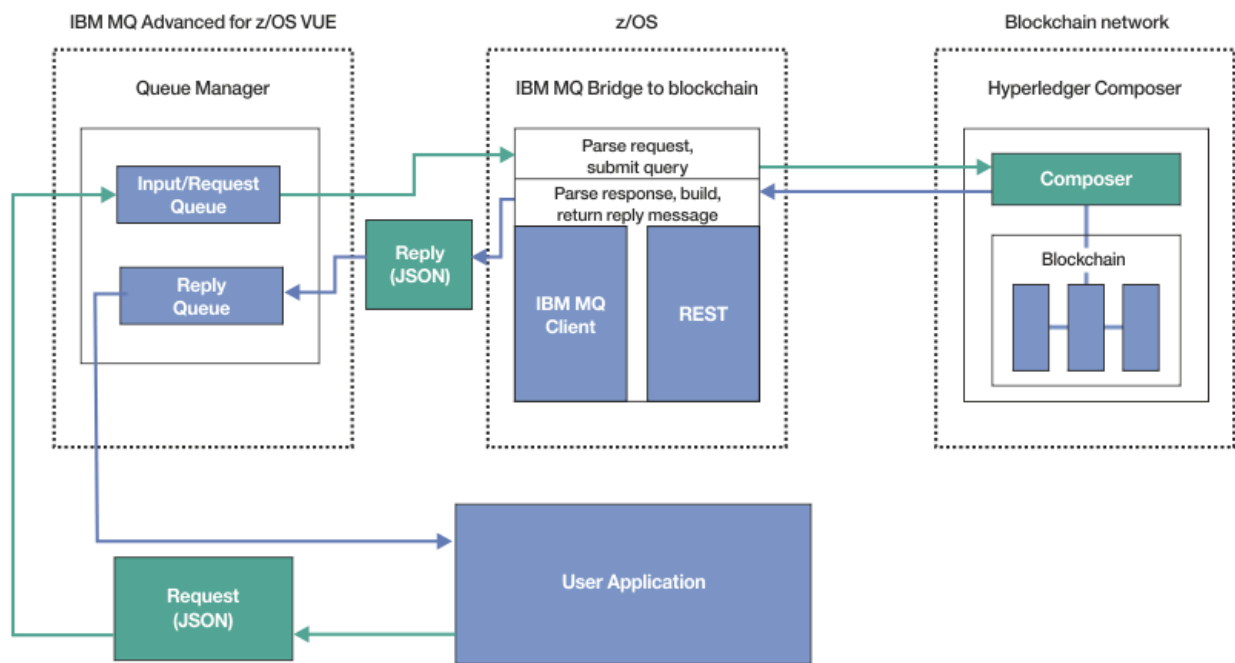 IBM MQ Advanced for z/OS VUE
z/OS
Blockchain network
Queue Manager
IBM MQ Bridge to blockchain
Hyperledger Composer
Input/Request
Queue
Reply
Queue
Reply
(JSON)
Parse request,
submit query
Parse response, build,
return reply message
IBM MQ
Client
REST
Composer
Blockchain
Request
(JSON)
User Application